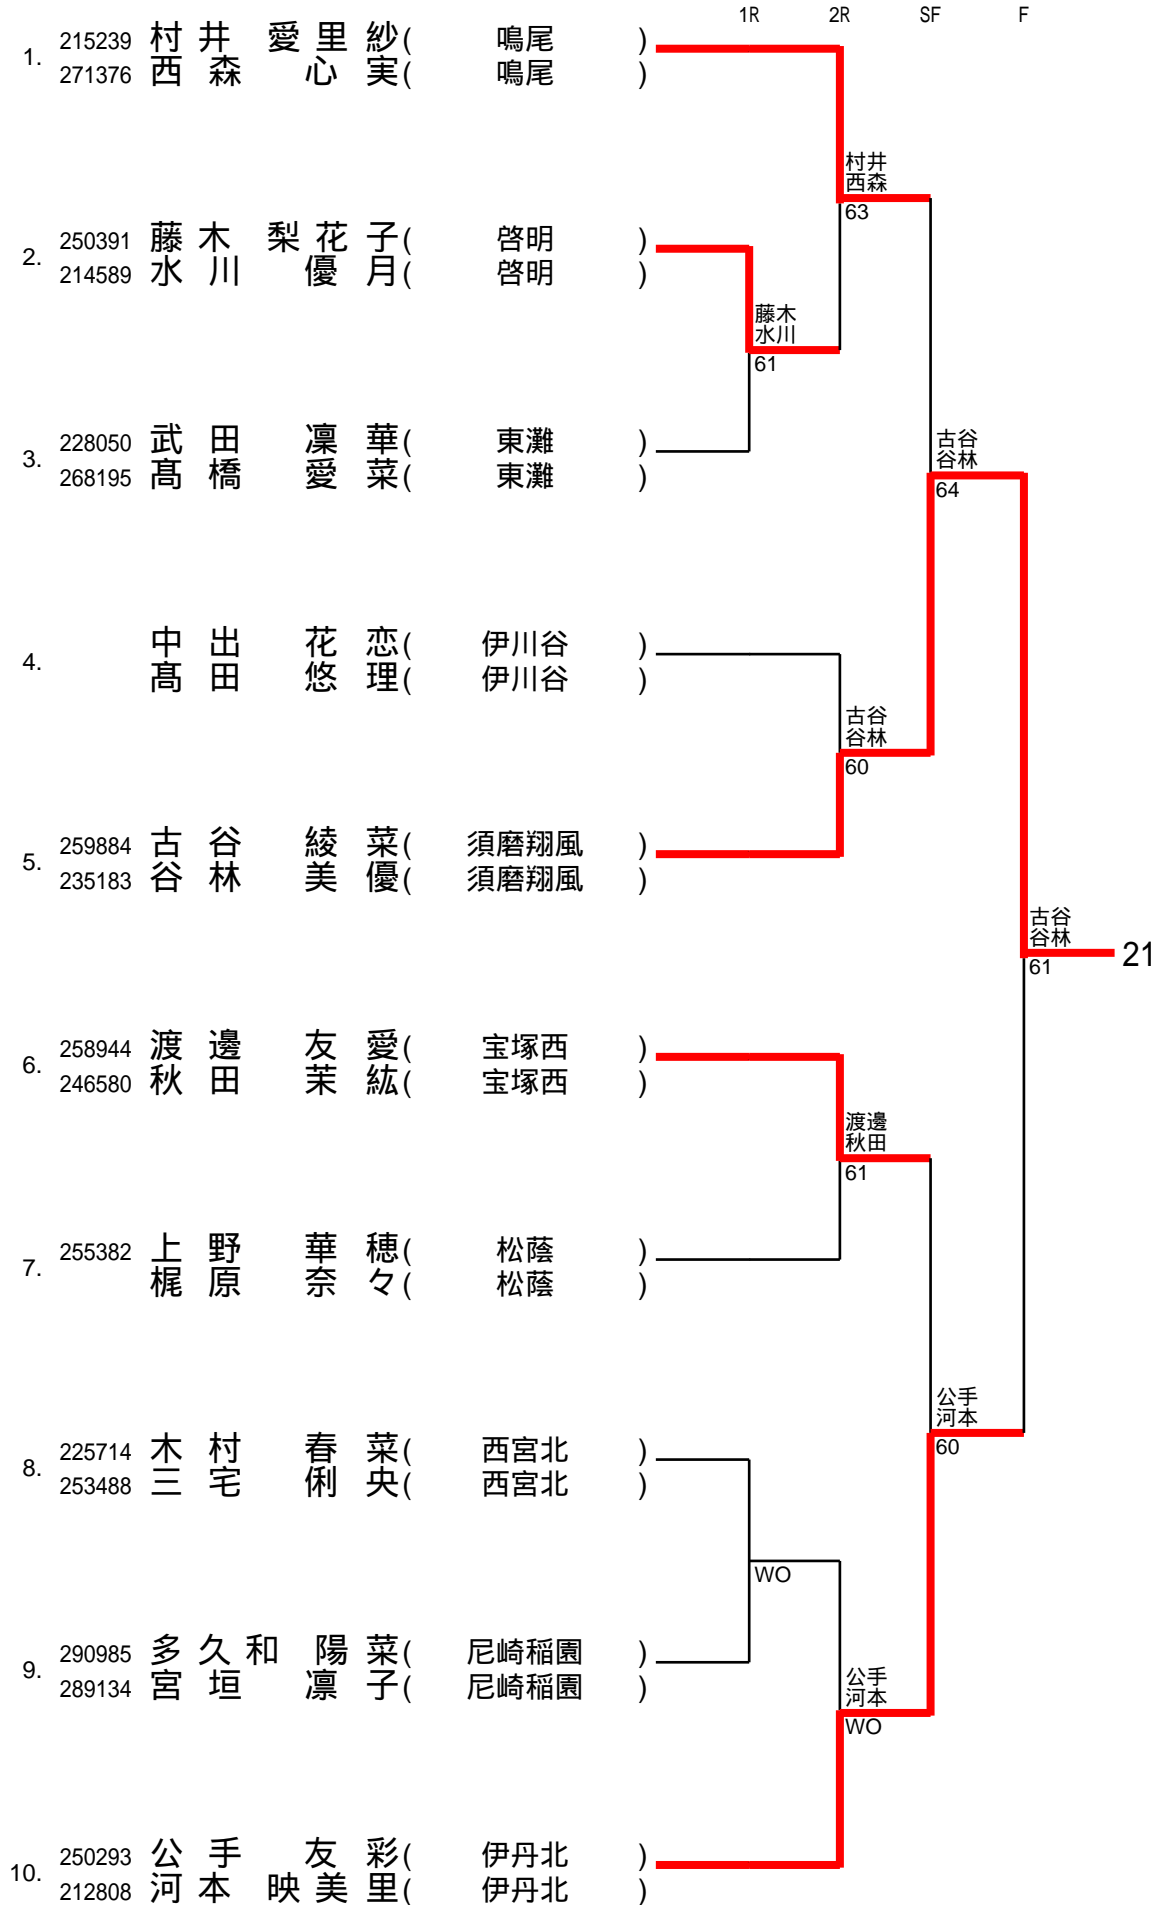 1R 2R SF F
1. 215239 村井 愛里紗( 鳴尾 )
271376 西森 心実( 鳴尾 )
村井
西森
63
2. 250391 藤木 梨花子( 啓明 )
214589 水川 優月( 啓明 )
藤木
水川
61
3. 228050 武田 凜華( 東灘 )
268195 髙橋 愛菜( 東灘 )
古谷
谷林
64
4. 中出 花恋( 伊川谷 )
髙田 悠理( 伊川谷 )
古谷
谷林
60
5. 259884 古谷 綾菜( 須磨翔風 )
235183 谷林 美優( 須磨翔風 )
古谷
谷林
61
21
6. 258944 渡邊 友愛( 宝塚西 )
246580 秋田 茉紘( 宝塚西 )
渡邊
秋田
61
7. 255382 上野 華穂( 松蔭 )
梶原 奈々( 松蔭 )
公手
河本
60
8. 225714 木村 春菜( 西宮北 )
253488 三宅 俐央( 西宮北 )
WO
9. 290985 多久和 陽菜( 尼崎稲園 )
289134 宮垣 凛子( 尼崎稲園 )
公手
河本
WO
10. 250293 公手 友彩( 伊丹北 )
212808 河本 映美里( 伊丹北 )